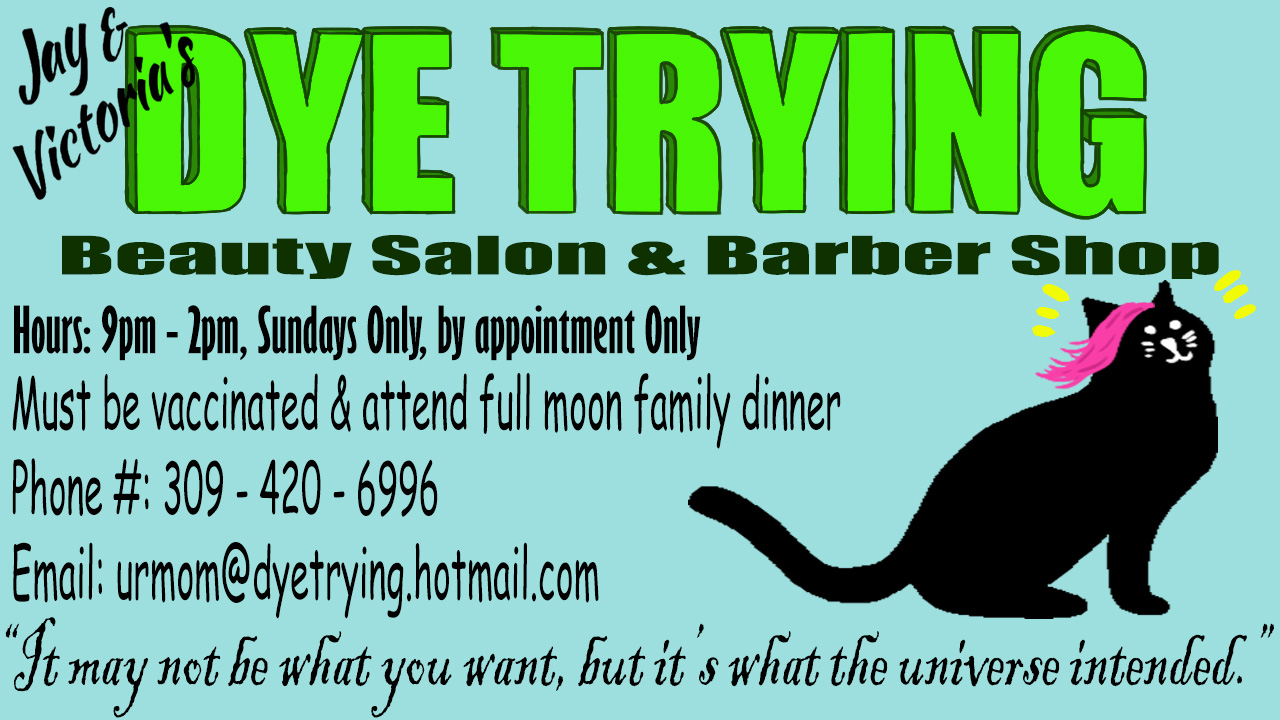 Jay &
Victoria's
DYE TRYING
Beauty Salon & Barber Shop
Hours: 9pm - 2pm, Sundays Only, by appointment Only
Must be vaccinated & attend full moon family dinner
Phone #: 309 - 420 - 6996
Email: urmom@dyetrying.hotmail.com
“It may not be what you want, but it's what the universe intended.”